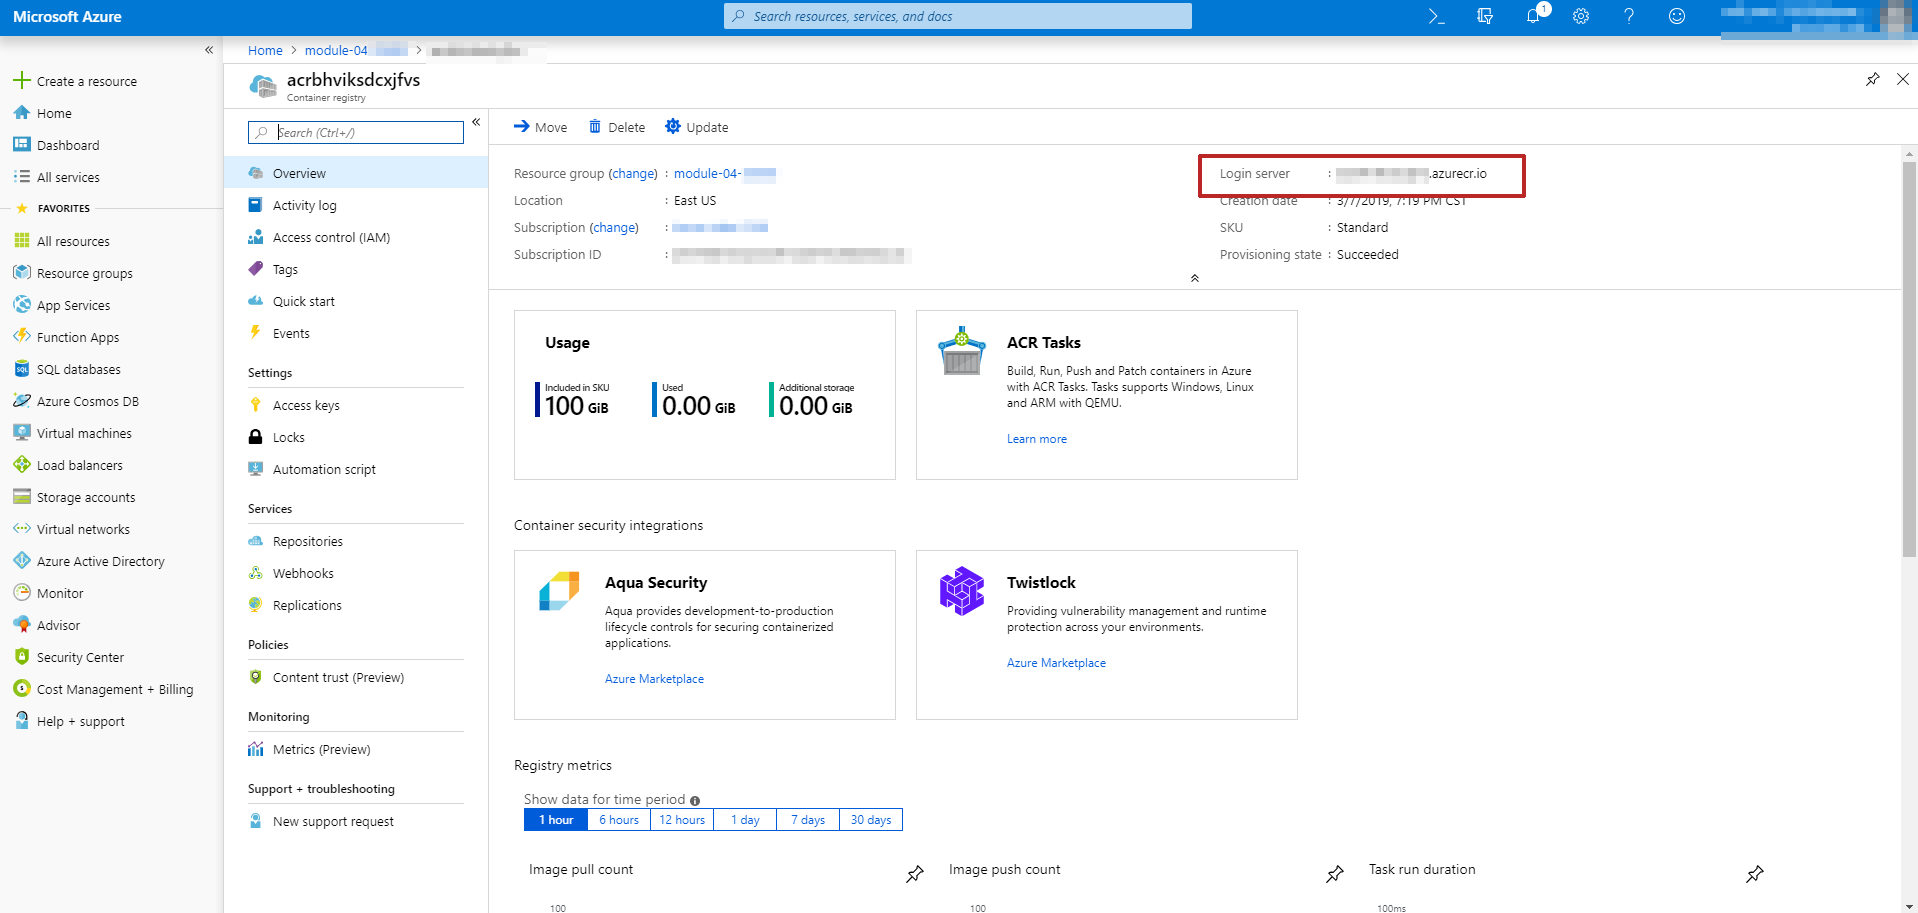 Microsoft Azure
Search resources, services, and docs
1
«
Home > module-04 >
Create a resource
Home
Dashboard
All services
FAVORITES
All resources
Resource groups
App Services
Function Apps
SQL databases
Azure Cosmos DB
Virtual machines
Load balancers
Storage accounts
Virtual networks
Azure Active Directory
Monitor
Advisor
Security Center
Cost Management + Billing
Help + support
acrbhviksdcxjfvs
Container registry
Search (Ctrl+/)
«
Overview
Activity log
Access control (IAM)
Tags
Quick start
Events
Settings
Access keys
Locks
Automation script
Services
Repositories
Webhooks
Replications
Policies
Content trust (Preview)
Monitoring
Metrics (Preview)
Support + troubleshooting
New support request
Move Delete Update
Resource group (change) : module-04-
Location : East US
Subscription (change) :
Subscription ID :
Login server : .azurecr.io
Creation date : 3/7/2019, 7:19 PM CST
SKU : Standard
Provisioning state : Succeeded
Usage
Included in SKU
100 GiB
Used
0.00 GiB
Additional storage
0.00 GiB
ACR Tasks
Build, Run, Push and Patch containers in Azure
with ACR Tasks. Tasks supports Windows, Linux
and ARM with QEMU.
Learn more
Container security integrations
Aqua Security
Aqua provides development-to-production
lifecycle controls for securing containerized
applications.
Azure Marketplace
Twistlock
Providing vulnerability management and runtime
protection across your environments.
Azure Marketplace
Registry metrics
Show data for time period
1 hour 6 hours 12 hours 1 day 7 days 30 days
Image pull count
100
Image push count
100
Task run duration
100ms